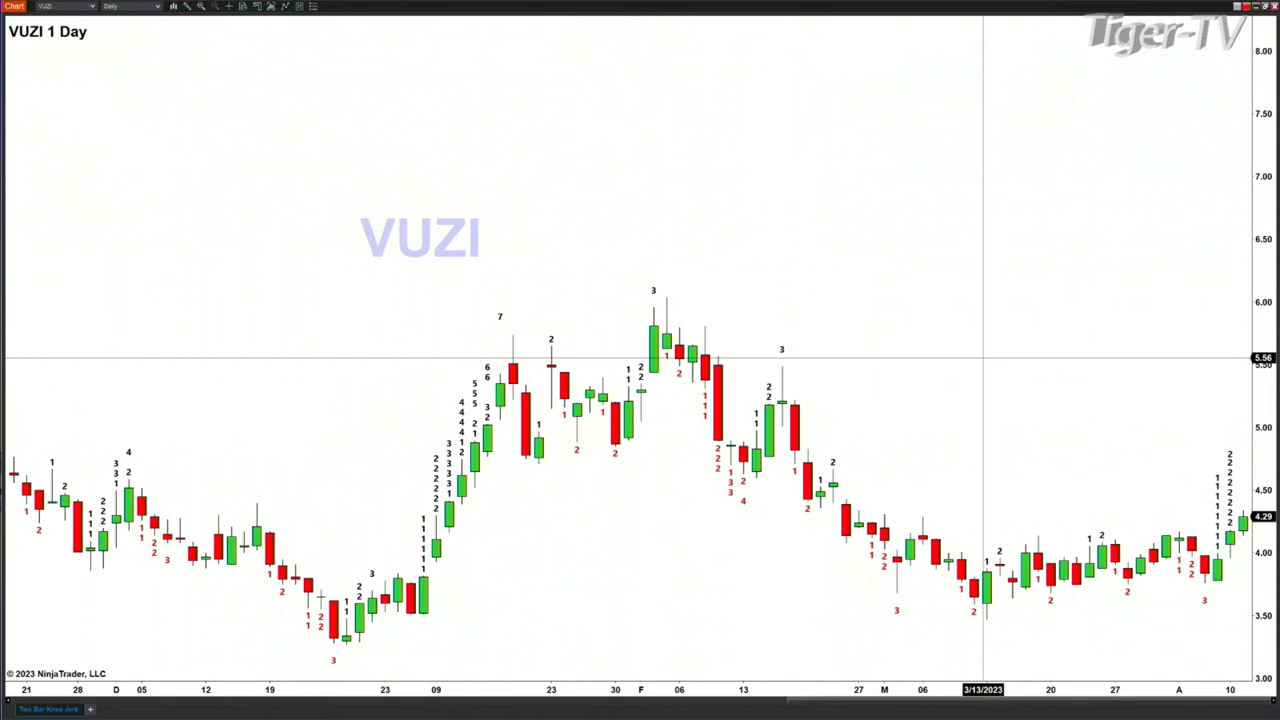 Chart VUZI Daily
Tiger-TV
VUZI 1 Day
VUZI
8.00
7.50
7.00
6.50
6.00
5.56
5.50
5.00
4.50
4.29
4.00
3.50
3.00
© 2023 NinjaTrader, LLC
21 28 D 05 12 19 23 09 23 30 F 06 13 27 M 06 3/13/2023 20 27 A 10
Two Bar Knee Jerk +